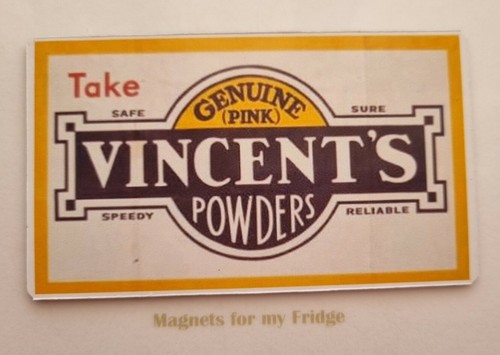 Take
GENUINE
(PINK)
SAFE SURE
VINCENT'S
SPEEDY RELIABLE
POWDERS
Magnets for my Fridge